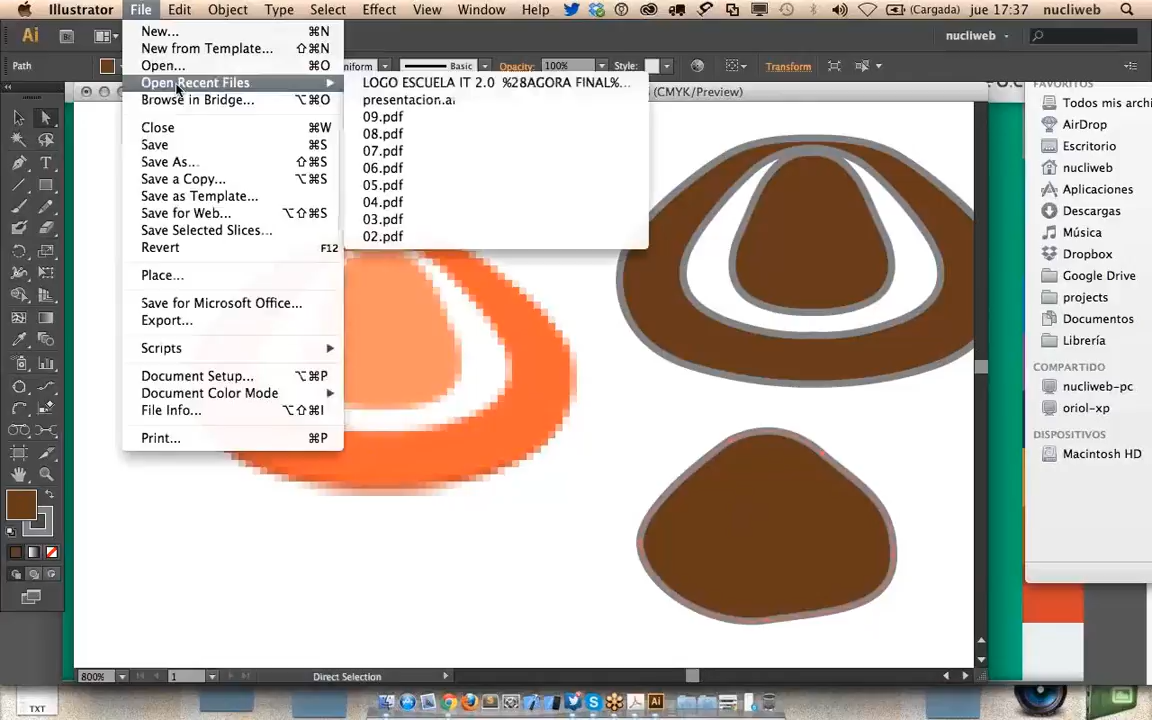 Illustrator File Edit Object Type Select Effect View Window Help (Cargada) jue 17:37 nucliweb
Ai Br nucliweb
Path Uniform Basic Opacity: 100% Style: Transform
New... ⌘N
New from Template... ⇧⌘N
Open... ⌘O
Open Recent Files
Browse in Bridge... ⌥⌘O
Close ⌘W
Save ⌘S
Save As... ⇧⌘S
Save a Copy... ⌥⌘S
Save as Template...
Save for Web... ⌥⇧⌘S
Save Selected Slices...
Revert F12
Place...
Save for Microsoft Office...
Export...
Scripts
Document Setup... ⌥⌘P
Document Color Mode
File Info... ⌥⇧⌘I
Print... ⌘P
LOGO ESCUELA IT 2.0 %28AGORA FINAL%...
presentacion.ai
09.pdf
08.pdf
07.pdf
06.pdf
05.pdf
04.pdf
03.pdf
02.pdf
(CMYK/Preview)
FAVORITOS
Todos mis archi
AirDrop
Escritorio
nucliweb
Aplicaciones
Descargas
Música
Dropbox
Google Drive
projects
Documentos
Librería
COMPARTIDO
nucliweb-pc
oriol-xp
DISPOSITIVOS
Macintosh HD
800% 1 Direct Selection
TXT
Ai